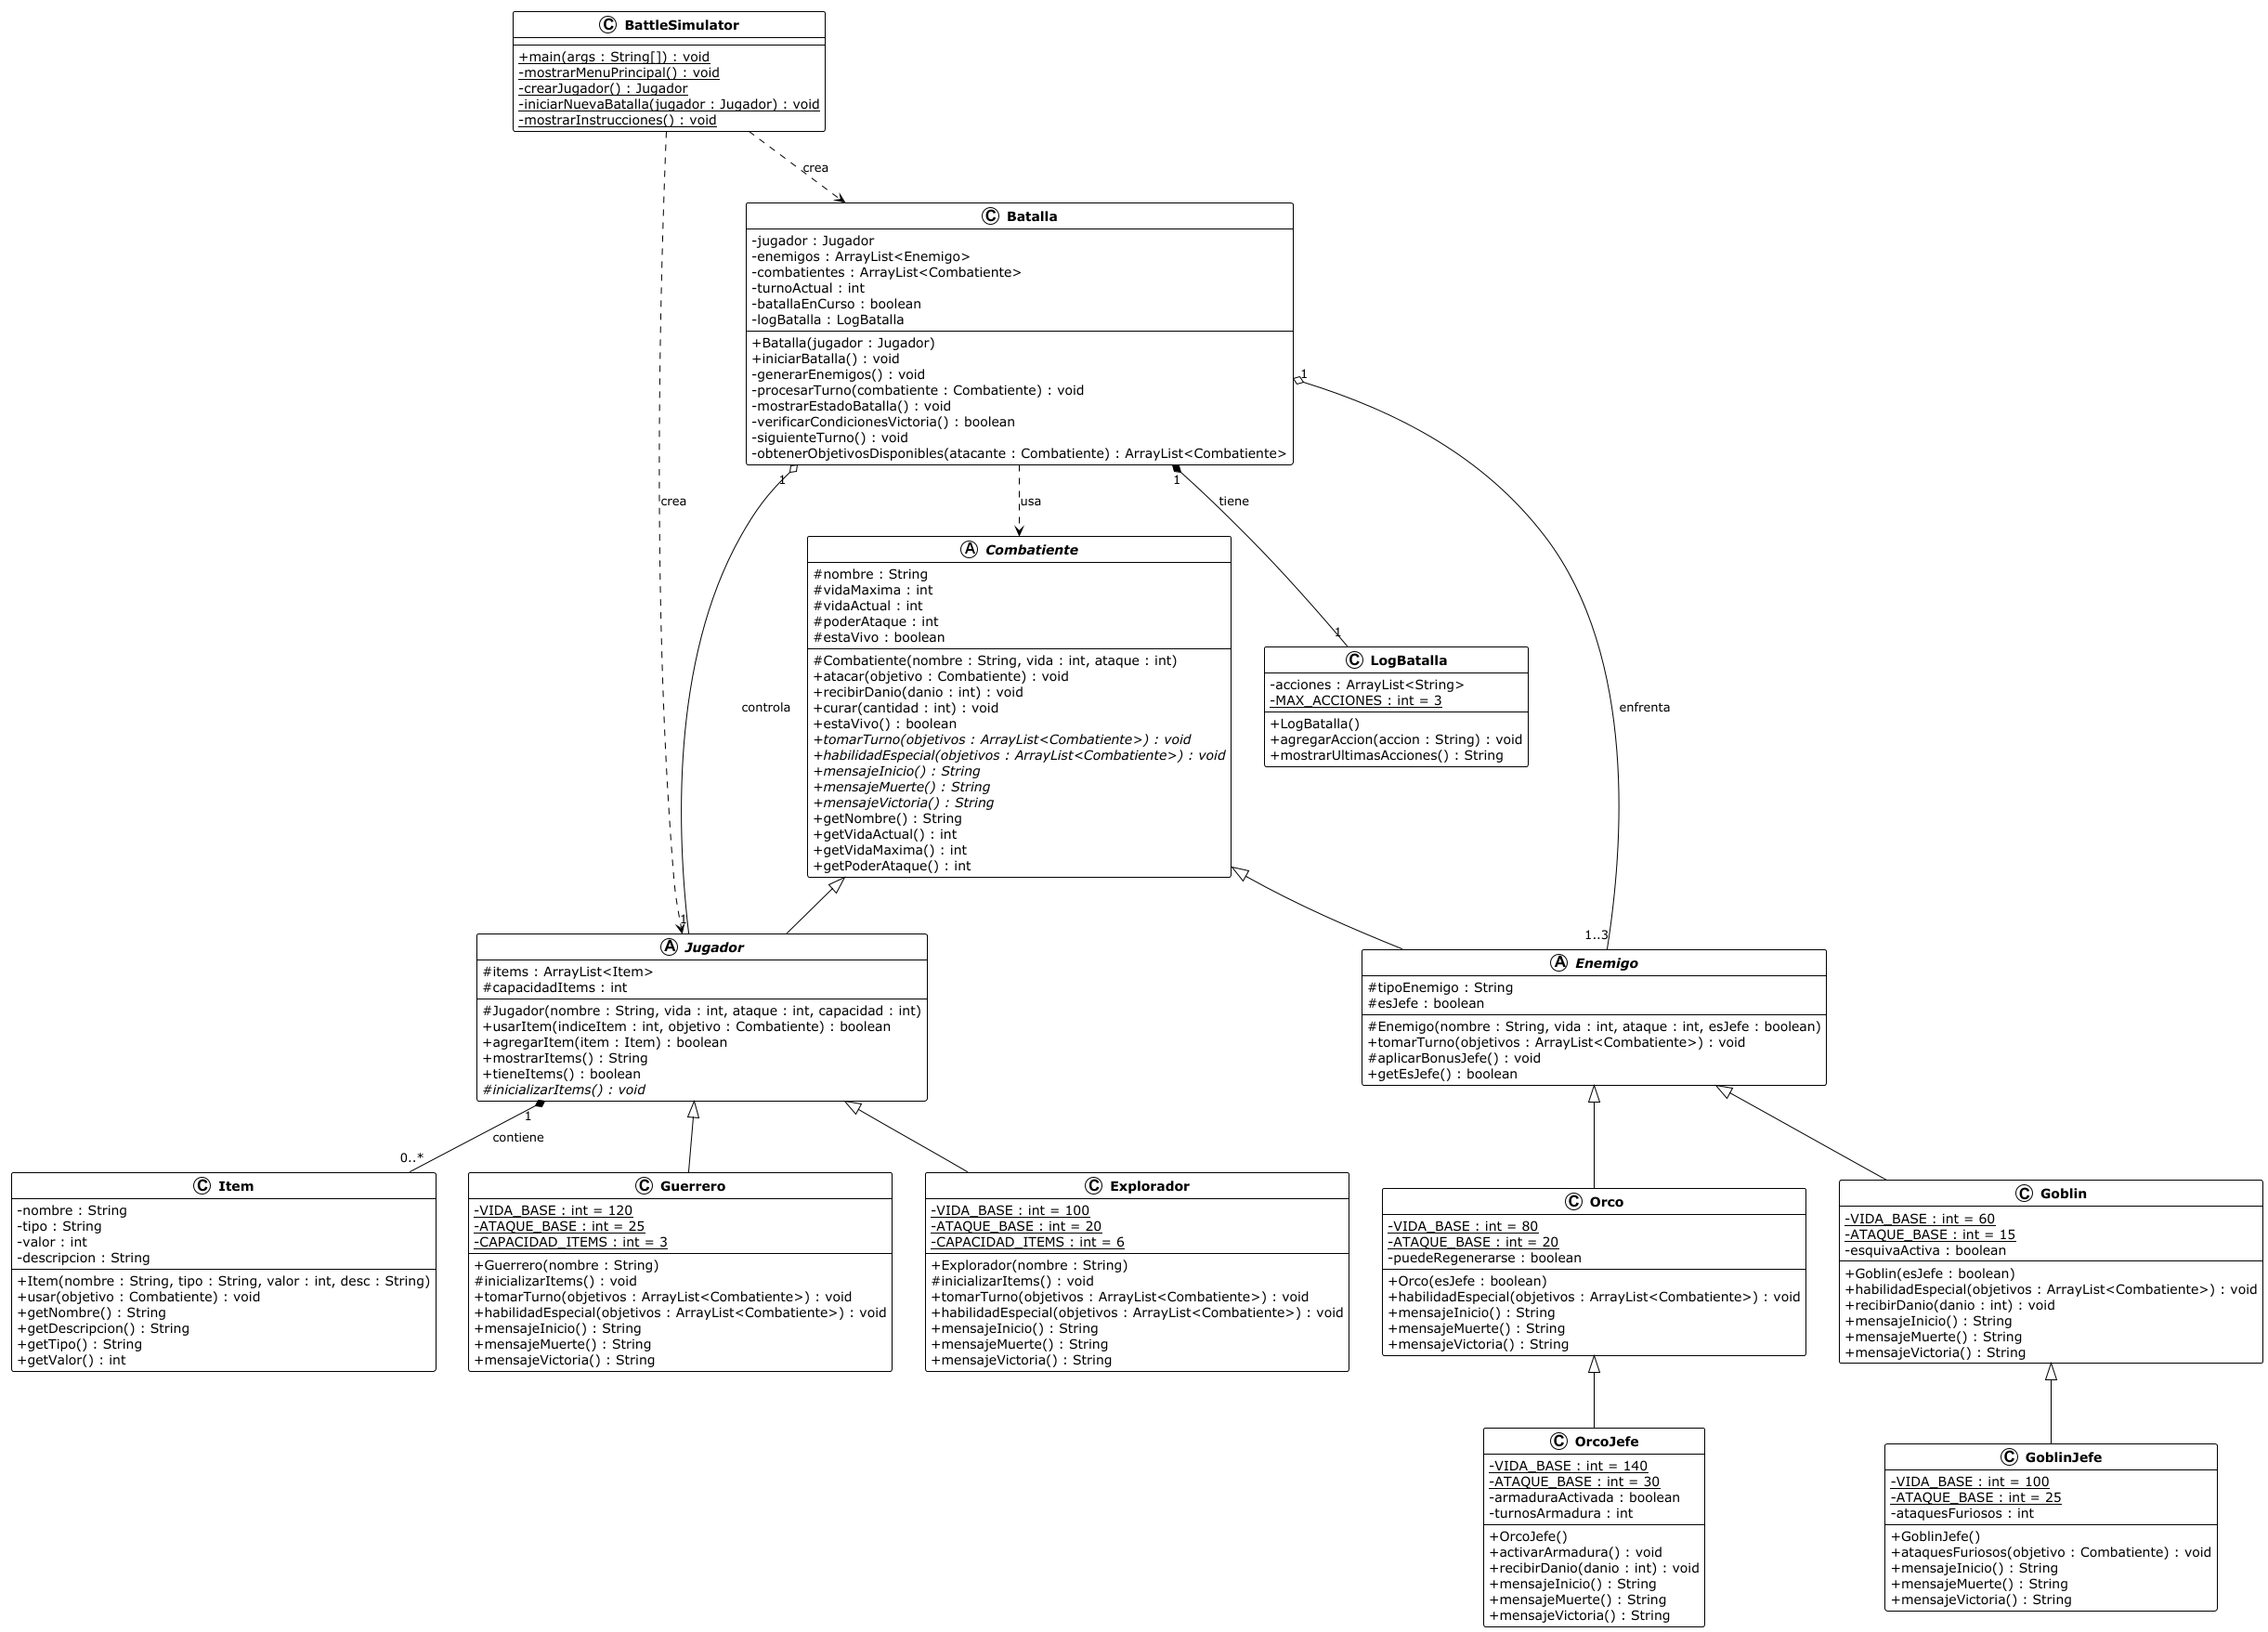 C BattleSimulator
+main(args : String[]) : void
-mostrarMenuPrincipal() : void
-crearJugador() : Jugador
-iniciarNuevaBatalla(jugador : Jugador) : void
-mostrarInstrucciones() : void
crea
C Batalla
-jugador : Jugador
-enemigos : ArrayList<Enemigo>
-combatientes : ArrayList<Combatiente>
-turnoActual : int
-batallaEnCurso : boolean
-logBatalla : LogBatalla
+Batalla(jugador : Jugador)
+iniciarBatalla() : void
-generarEnemigos() : void
-procesarTurno(combatiente : Combatiente) : void
-mostrarEstadoBatalla() : void
-verificarCondicionesVictoria() : boolean
-siguienteTurno() : void
-obtenerObjetivosDisponibles(atacante : Combatiente) : ArrayList<Combatiente>
1
1
1
crea
usa
tiene
C LogBatalla
-acciones : ArrayList<String>
-MAX_ACCIONES : int = 3
+LogBatalla()
+agregarAccion(accion : String) : void
+mostrarUltimasAcciones() : String
1
A Combatiente
#nombre : String
#vidaMaxima : int
#vidaActual : int
#poderAtaque : int
#estaVivo : boolean
#Combatiente(nombre : String, vida : int, ataque : int)
+atacar(objetivo : Combatiente) : void
+recibirDanio(danio : int) : void
+curar(cantidad : int) : void
+estaVivo() : boolean
+tomarTurno(objetivos : ArrayList<Combatiente>) : void
+habilidadEspecial(objetivos : ArrayList<Combatiente>) : void
+mensajeInicio() : String
+mensajeMuerte() : String
+mensajeVictoria() : String
+getNombre() : String
+getVidaActual() : int
+getVidaMaxima() : int
+getPoderAtaque() : int
controla
enfrenta
1
1..3
A Jugador
#items : ArrayList<Item>
#capacidadItems : int
#Jugador(nombre : String, vida : int, ataque : int, capacidad : int)
+usarItem(indiceItem : int, objetivo : Combatiente) : boolean
+agregarItem(item : Item) : boolean
+mostrarItems() : String
+tieneItems() : boolean
#inicializarItems() : void
A Enemigo
#tipoEnemigo : String
#esJefe : boolean
#Enemigo(nombre : String, vida : int, ataque : int, esJefe : boolean)
+tomarTurno(objetivos : ArrayList<Combatiente>) : void
#aplicarBonusJefe() : void
+getEsJefe() : boolean
1
contiene
0..*
C Item
-nombre : String
-tipo : String
-valor : int
-descripcion : String
+Item(nombre : String, tipo : String, valor : int, desc : String)
+usar(objetivo : Combatiente) : void
+getNombre() : String
+getDescripcion() : String
+getTipo() : String
+getValor() : int
C Guerrero
-VIDA_BASE : int = 120
-ATAQUE_BASE : int = 25
-CAPACIDAD_ITEMS : int = 3
+Guerrero(nombre : String)
#inicializarItems() : void
+tomarTurno(objetivos : ArrayList<Combatiente>) : void
+habilidadEspecial(objetivos : ArrayList<Combatiente>) : void
+mensajeInicio() : String
+mensajeMuerte() : String
+mensajeVictoria() : String
C Explorador
-VIDA_BASE : int = 100
-ATAQUE_BASE : int = 20
-CAPACIDAD_ITEMS : int = 6
+Explorador(nombre : String)
#inicializarItems() : void
+tomarTurno(objetivos : ArrayList<Combatiente>) : void
+habilidadEspecial(objetivos : ArrayList<Combatiente>) : void
+mensajeInicio() : String
+mensajeMuerte() : String
+mensajeVictoria() : String
C Orco
-VIDA_BASE : int = 80
-ATAQUE_BASE : int = 20
-puedeRegenerarse : boolean
+Orco(esJefe : boolean)
+habilidadEspecial(objetivos : ArrayList<Combatiente>) : void
+mensajeInicio() : String
+mensajeMuerte() : String
+mensajeVictoria() : String
C Goblin
-VIDA_BASE : int = 60
-ATAQUE_BASE : int = 15
-esquivaActiva : boolean
+Goblin(esJefe : boolean)
+habilidadEspecial(objetivos : ArrayList<Combatiente>) : void
+recibirDanio(danio : int) : void
+mensajeInicio() : String
+mensajeMuerte() : String
+mensajeVictoria() : String
C OrcoJefe
-VIDA_BASE : int = 140
-ATAQUE_BASE : int = 30
-armaduraActivada : boolean
-turnosArmadura : int
+OrcoJefe()
+activarArmadura() : void
+recibirDanio(danio : int) : void
+mensajeInicio() : String
+mensajeMuerte() : String
+mensajeVictoria() : String
C GoblinJefe
-VIDA_BASE : int = 100
-ATAQUE_BASE : int = 25
-ataquesFuriosos : int
+GoblinJefe()
+ataquesFuriosos(objetivo : Combatiente) : void
+mensajeInicio() : String
+mensajeMuerte() : String
+mensajeVictoria() : String